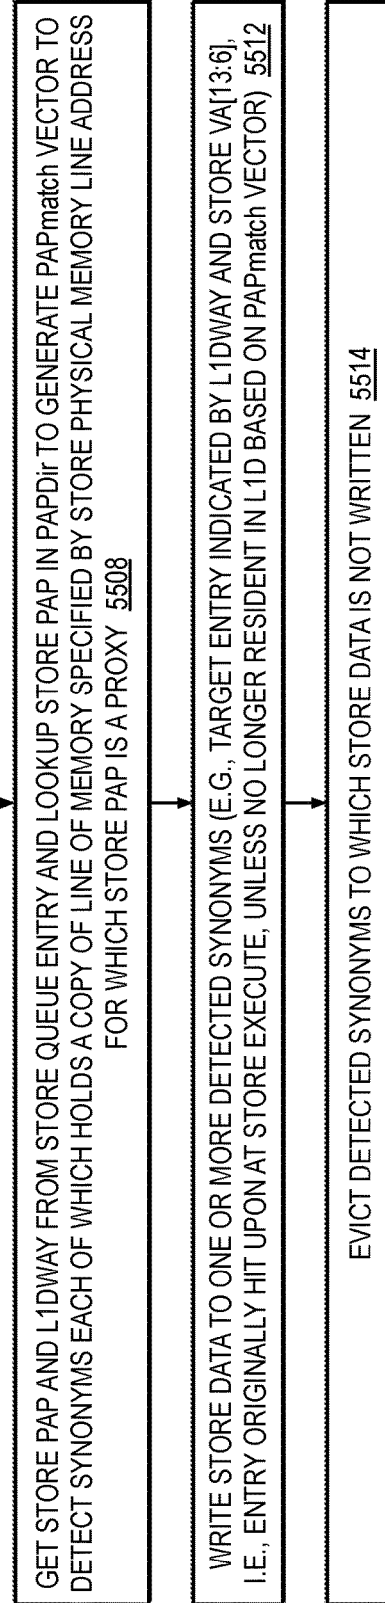 GET STORE PAP AND L1DWAY FROM STORE QUEUE ENTRY AND LOOKUP STORE PAP IN PAPDir TO GENERATE PAPmatch VECTOR TO
DETECT SYNONYMS EACH OF WHICH HOLDS A COPY OF LINE OF MEMORY SPECIFIED BY STORE PHYSICAL MEMORY LINE ADDRESS
FOR WHICH STORE PAP IS A PROXY 5508
WRITE STORE DATA TO ONE OR MORE DETECTED SYNONYMS (E.G., TARGET ENTRY INDICATED BY L1DWAY AND STORE VA[13:6],
I.E., ENTRY ORIGINALLY HIT UPON AT STORE EXECUTE, UNLESS NO LONGER RESIDENT IN L1D BASED ON PAPmatch VECTOR) 5512
EVICT DETECTED SYNONYMS TO WHICH STORE DATA IS NOT WRITTEN 5514